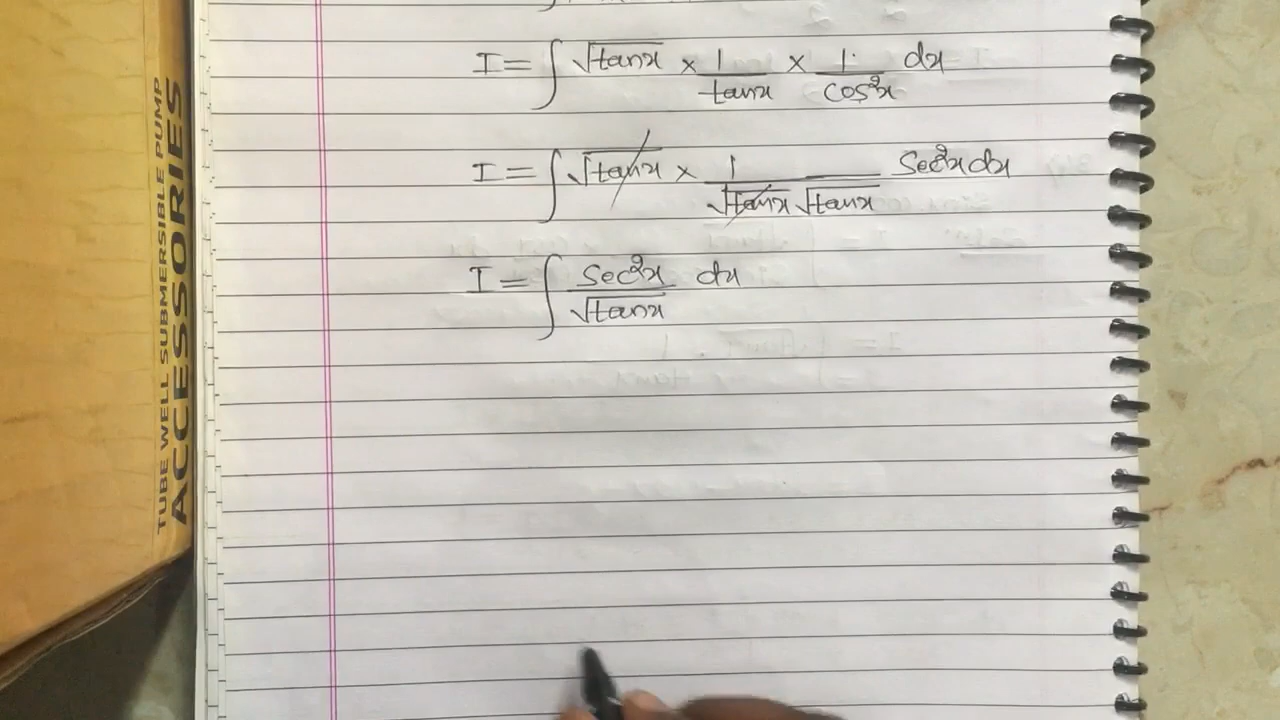 I = ∫ √tanx × 1/tanx × 1/cos²x dx
I = ∫ √tanx × 1/(√tanx √tanx) Sec²x dx
I = ∫ Sec²x/√tanx dx
TUBE WELL SUBMERSIBLE PUMP
ACCESSORIES